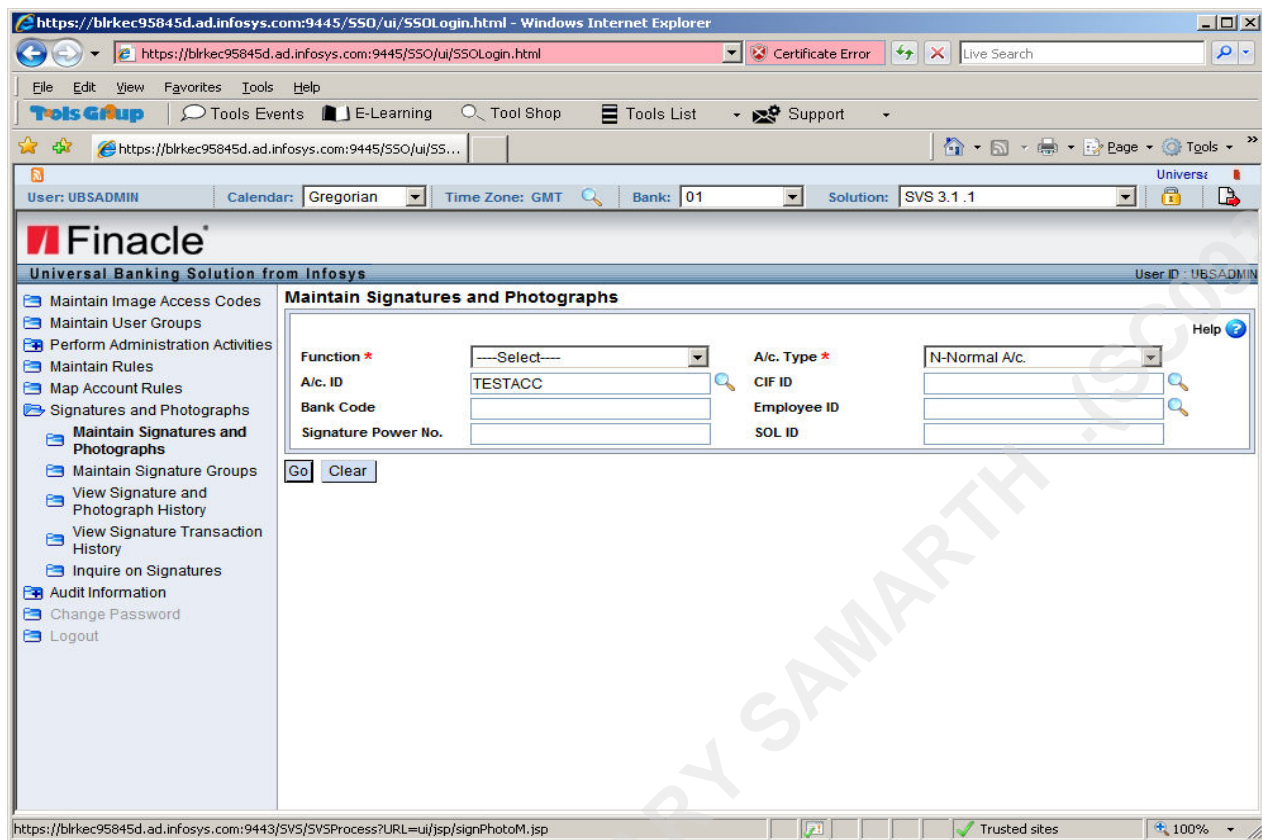 https://blrkec95845d.ad.infosys.com:9445/SSO/ui/SSOLogin.html - Windows Internet Explorer
https://blrkec95845d.ad.infosys.com:9445/SSO/ui/SSOLogin.html Certificate Error Live Search
File Edit View Favorites Tools Help
Tools Group Tools Events E-Learning Tool Shop Tools List Support
https://blrkec95845d.ad.infosys.com:9445/SSO/ui/SS... Page Tools
Universa
User: UBSADMIN Calendar: Gregorian Time Zone: GMT Bank: 01 Solution: SVS 3.1 .1
Finacle
Universal Banking Solution from Infosys User ID : UBSADMIN
Maintain Image Access Codes
Maintain User Groups
Perform Administration Activities
Maintain Rules
Map Account Rules
Signatures and Photographs
Maintain Signatures and
Photographs
Maintain Signature Groups
View Signature and
Photograph History
View Signature Transaction
History
Inquire on Signatures
Audit Information
Change Password
Logout
Maintain Signatures and Photographs
Help ?
Function * ----Select---- A/c. Type * N-Normal A/c.
A/c. ID TESTACC CIF ID
Bank Code Employee ID
Signature Power No. SOL ID
Go Clear
RY SAMARTH .(SC093
https://blrkec95845d.ad.infosys.com:9443/SVS/SVSProcess?URL=ui/jsp/signPhotoM.jsp Trusted sites 100%